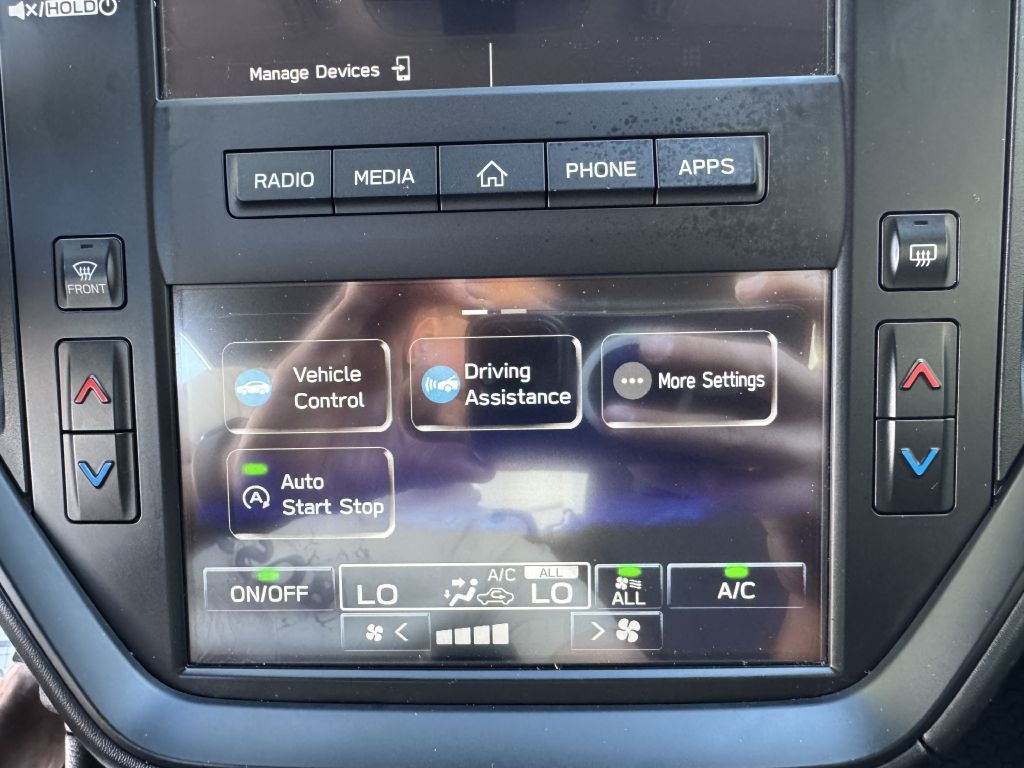 HOLD
Manage Devices
RADIO
MEDIA
PHONE
APPS
FRONT
Vehicle
Control
Driving
Assistance
More Settings
A
Auto
Start Stop
ON/OFF
LO
A/C
ALL
LO
ALL
A/C